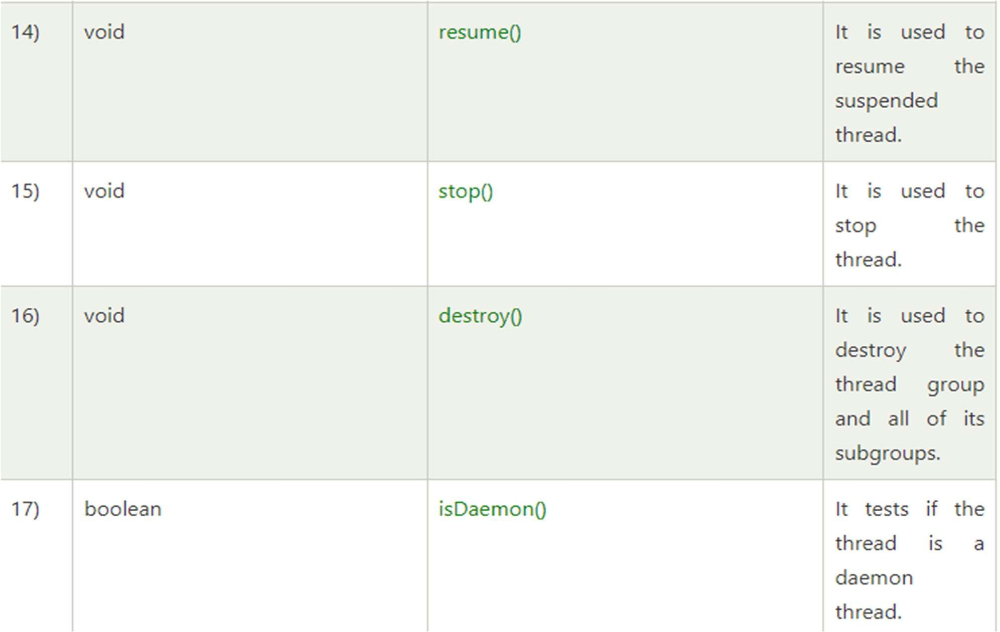 14) void resume() It is used to
resume the
suspended
thread.
15) void stop() It is used to
stop the
thread.
16) void destroy() It is used to
destroy the
thread group
and all of its
subgroups.
17) boolean isDaemon() It tests if the
thread is a
daemon
thread.